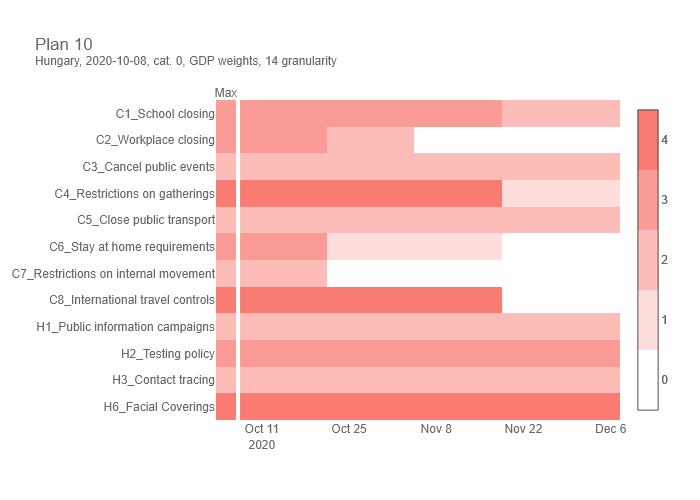 Plan 10
Hungary, 2020-10-08, cat. 0, GDP weights, 14 granularity
Max
C1_School closing
C2_Workplace closing
C3_Cancel public events
C4_Restrictions on gatherings
C5_Close public transport
C6_Stay at home requirements
C7_Restrictions on internal movement
C8_International travel controls
H1_Public information campaigns
H2_Testing policy
H3_Contact tracing
H6_Facial Coverings
Oct 11 Oct 25 Nov 8 Nov 22 Dec 6
2020
4
3
2
1
0